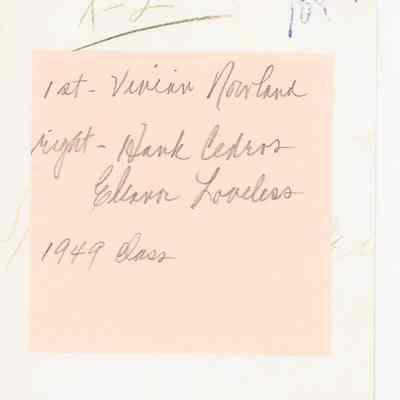 1st - Vivian Rowland
right - Hank Cedros
Eleanor Loveless
1949 Class